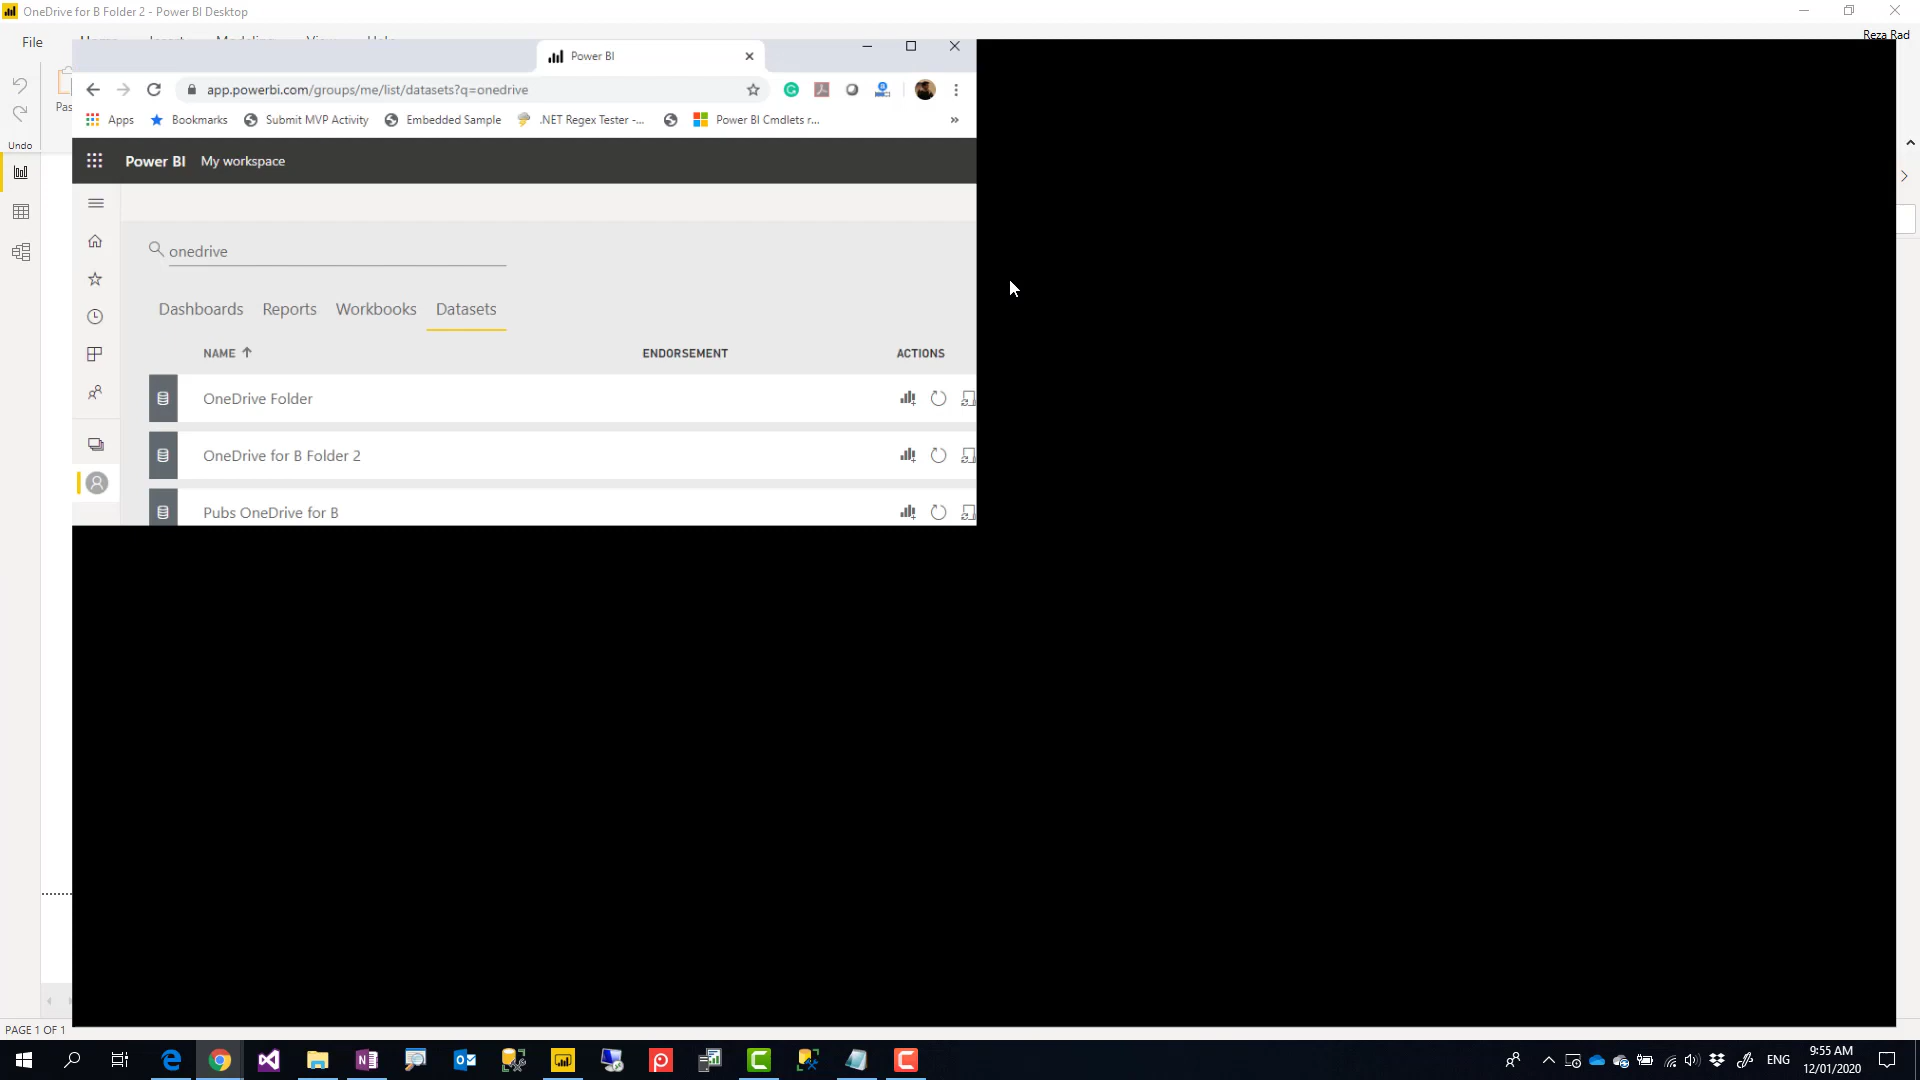 OneDrive for B Folder 2 - Power BI Desktop
File
Reza Rad
Power BI
Pas
app.powerbi.com/groups/me/list/datasets?q=onedrive
Apps
Bookmarks
Submit MVP Activity
Embedded Sample
.NET Regex Tester -...
Power BI Cmdlets r...
»
Undo
Power BI My workspace
onedrive
Dashboards Reports Workbooks Datasets
NAME ENDORSEMENT ACTIONS
OneDrive Folder
OneDrive for B Folder 2
Pubs OneDrive for B
PAGE 1 OF 1
ENG
9:55 AM
12/01/2020